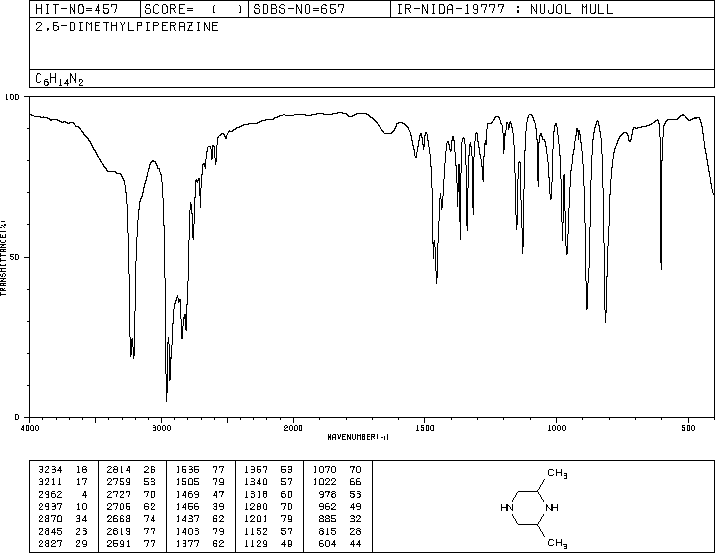 HIT-NO=457 SCORE= ( ) SDBS-NO=657 IR-NIDA-19777 : NUJOL MULL
2,6-DIMETHYLPIPERAZINE
C6H14N2
100
50
0
TRANSMITTANCE(%)
4000 3000 2000 1500 1000 500
WAVENUMBER(-1)
3234 18 2814 26 1536 77 1367 53 1070 70
3211 17 2759 53 1505 79 1340 57 1022 66
2962 4 2727 70 1469 47 1318 60 978 53
2937 10 2706 62 1456 39 1280 70 962 49
2870 34 2668 74 1437 62 1201 79 885 32
2845 23 2619 77 1403 79 1152 57 815 28
2827 29 2591 77 1377 62 1129 49 604 44
CH3
HN NH
CH3